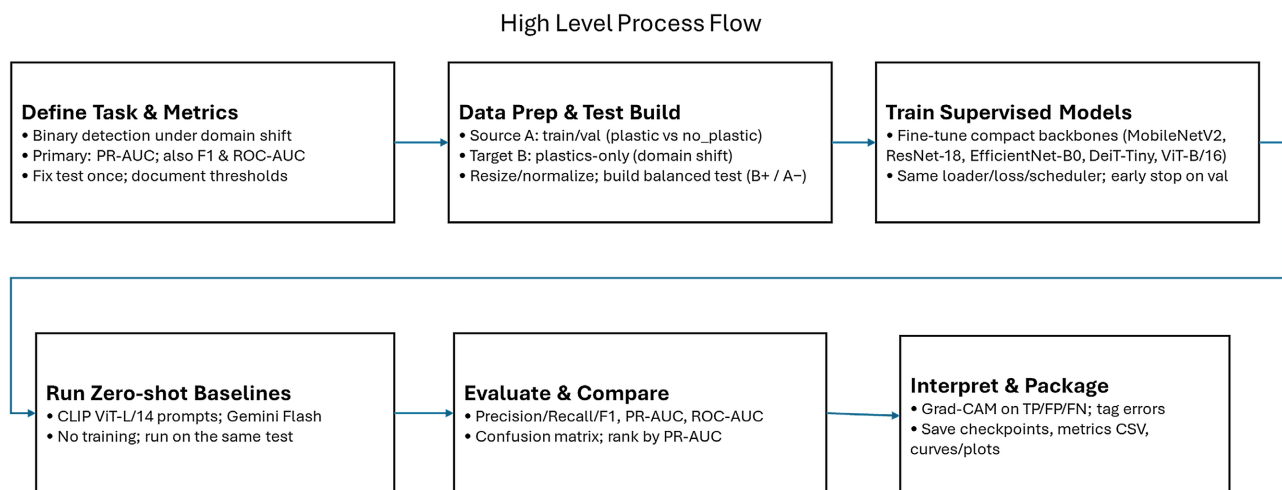 High Level Process Flow
Define Task & Metrics
• Binary detection under domain shift
• Primary: PR-AUC; also F1 & ROC-AUC
• Fix test once; document thresholds
Data Prep & Test Build
• Source A: train/val (plastic vs no_plastic)
• Target B: plastics-only (domain shift)
• Resize/normalize; build balanced test (B+ / A−)
Train Supervised Models
• Fine-tune compact backbones (MobileNetV2,
ResNet-18, EfficientNet-B0, DeiT-Tiny, ViT-B/16)
• Same loader/loss/scheduler; early stop on val
Run Zero-shot Baselines
• CLIP ViT-L/14 prompts; Gemini Flash
• No training; run on the same test
Evaluate & Compare
• Precision/Recall/F1, PR-AUC, ROC-AUC
• Confusion matrix; rank by PR-AUC
Interpret & Package
• Grad-CAM on TP/FP/FN; tag errors
• Save checkpoints, metrics CSV,
curves/plots